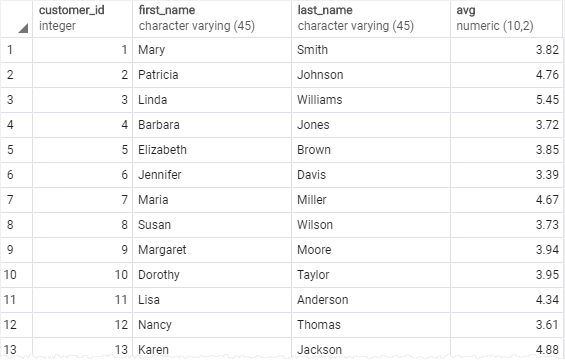 customer_id first_name last_name avg
integer character varying (45) character varying (45) numeric (10,2)
1 1 Mary Smith 3.82
2 2 Patricia Johnson 4.76
3 3 Linda Williams 5.45
4 4 Barbara Jones 3.72
5 5 Elizabeth Brown 3.85
6 6 Jennifer Davis 3.39
7 7 Maria Miller 4.67
8 8 Susan Wilson 3.73
9 9 Margaret Moore 3.94
10 10 Dorothy Taylor 3.95
11 11 Lisa Anderson 4.34
12 12 Nancy Thomas 3.61
13 13 Karen Jackson 4.88